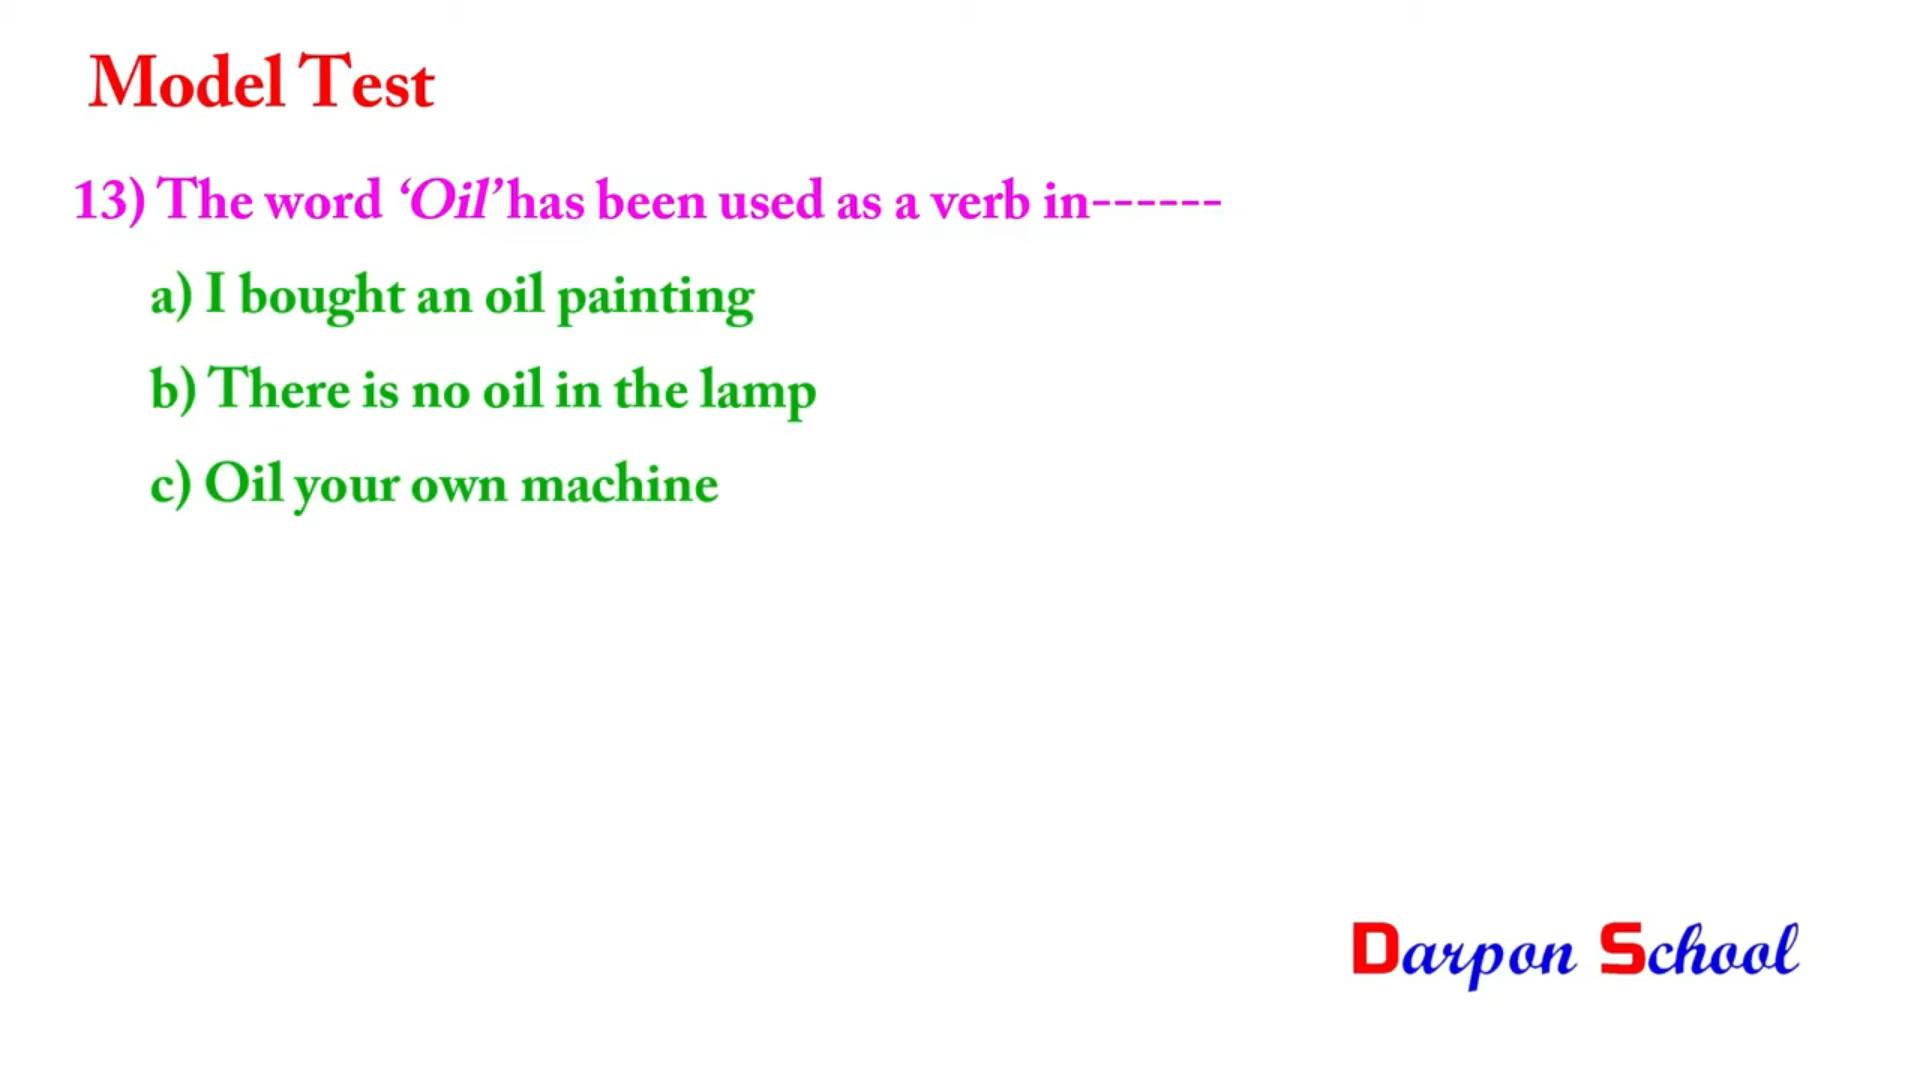 Model Test
13) The word ‘Oil’ has been used as a verb in------
a) I bought an oil painting
b) There is no oil in the lamp
c) Oil your own machine
Darpon School